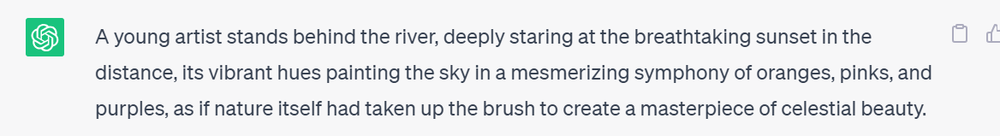 A young artist stands behind the river, deeply staring at the breathtaking sunset in the
distance, its vibrant hues painting the sky in a mesmerizing symphony of oranges, pinks, and
purples, as if nature itself had taken up the brush to create a masterpiece of celestial beauty.